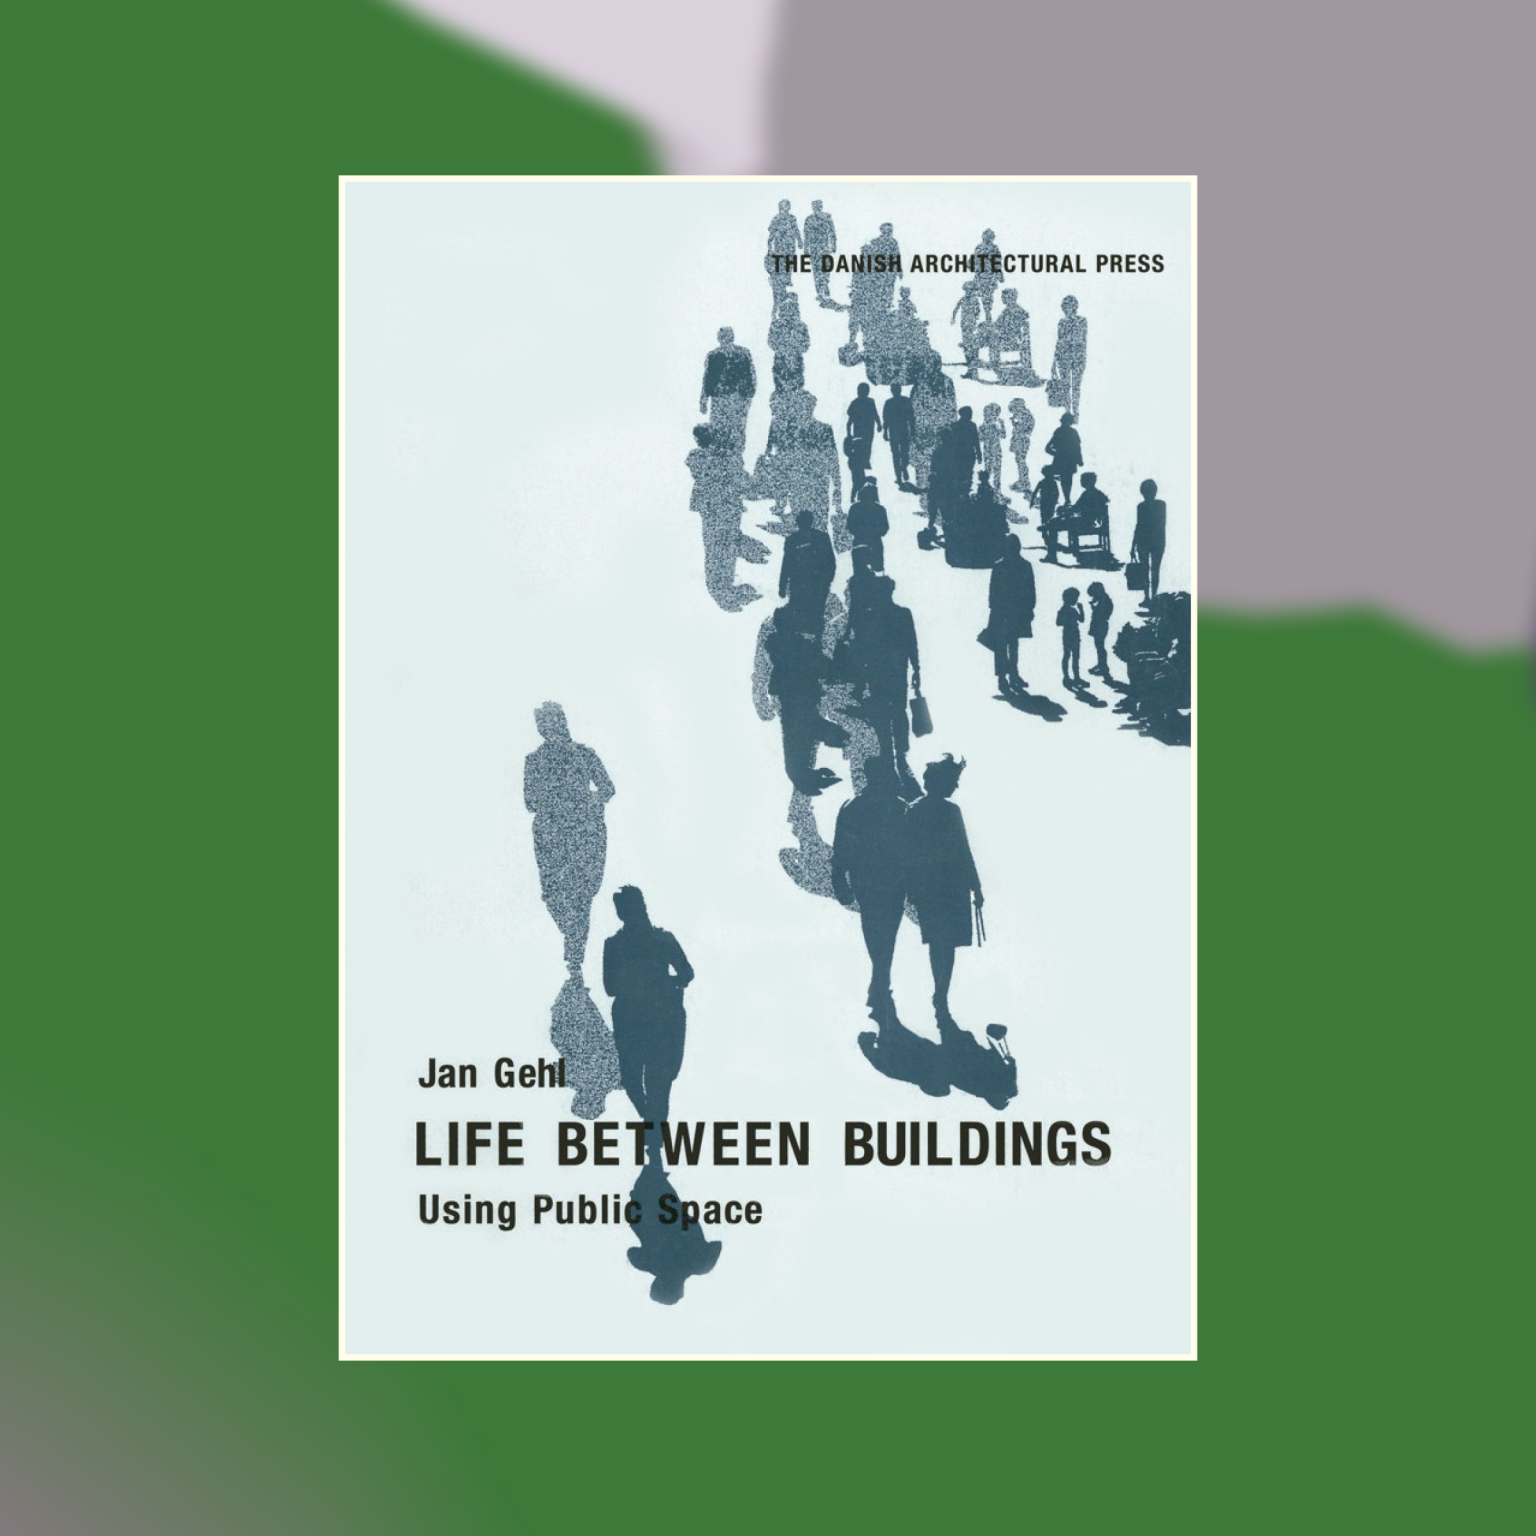 THE DANISH ARCHITECTURAL PRESS
Jan Gehl
LIFE BETWEEN BUILDINGS
Using Public Space